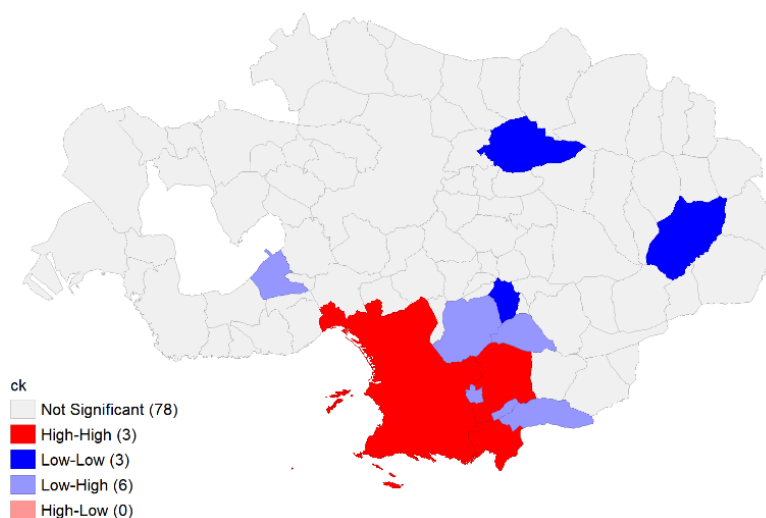 ck
Not Significant (78)
High-High (3)
Low-Low (3)
Low-High (6)
High-Low (0)